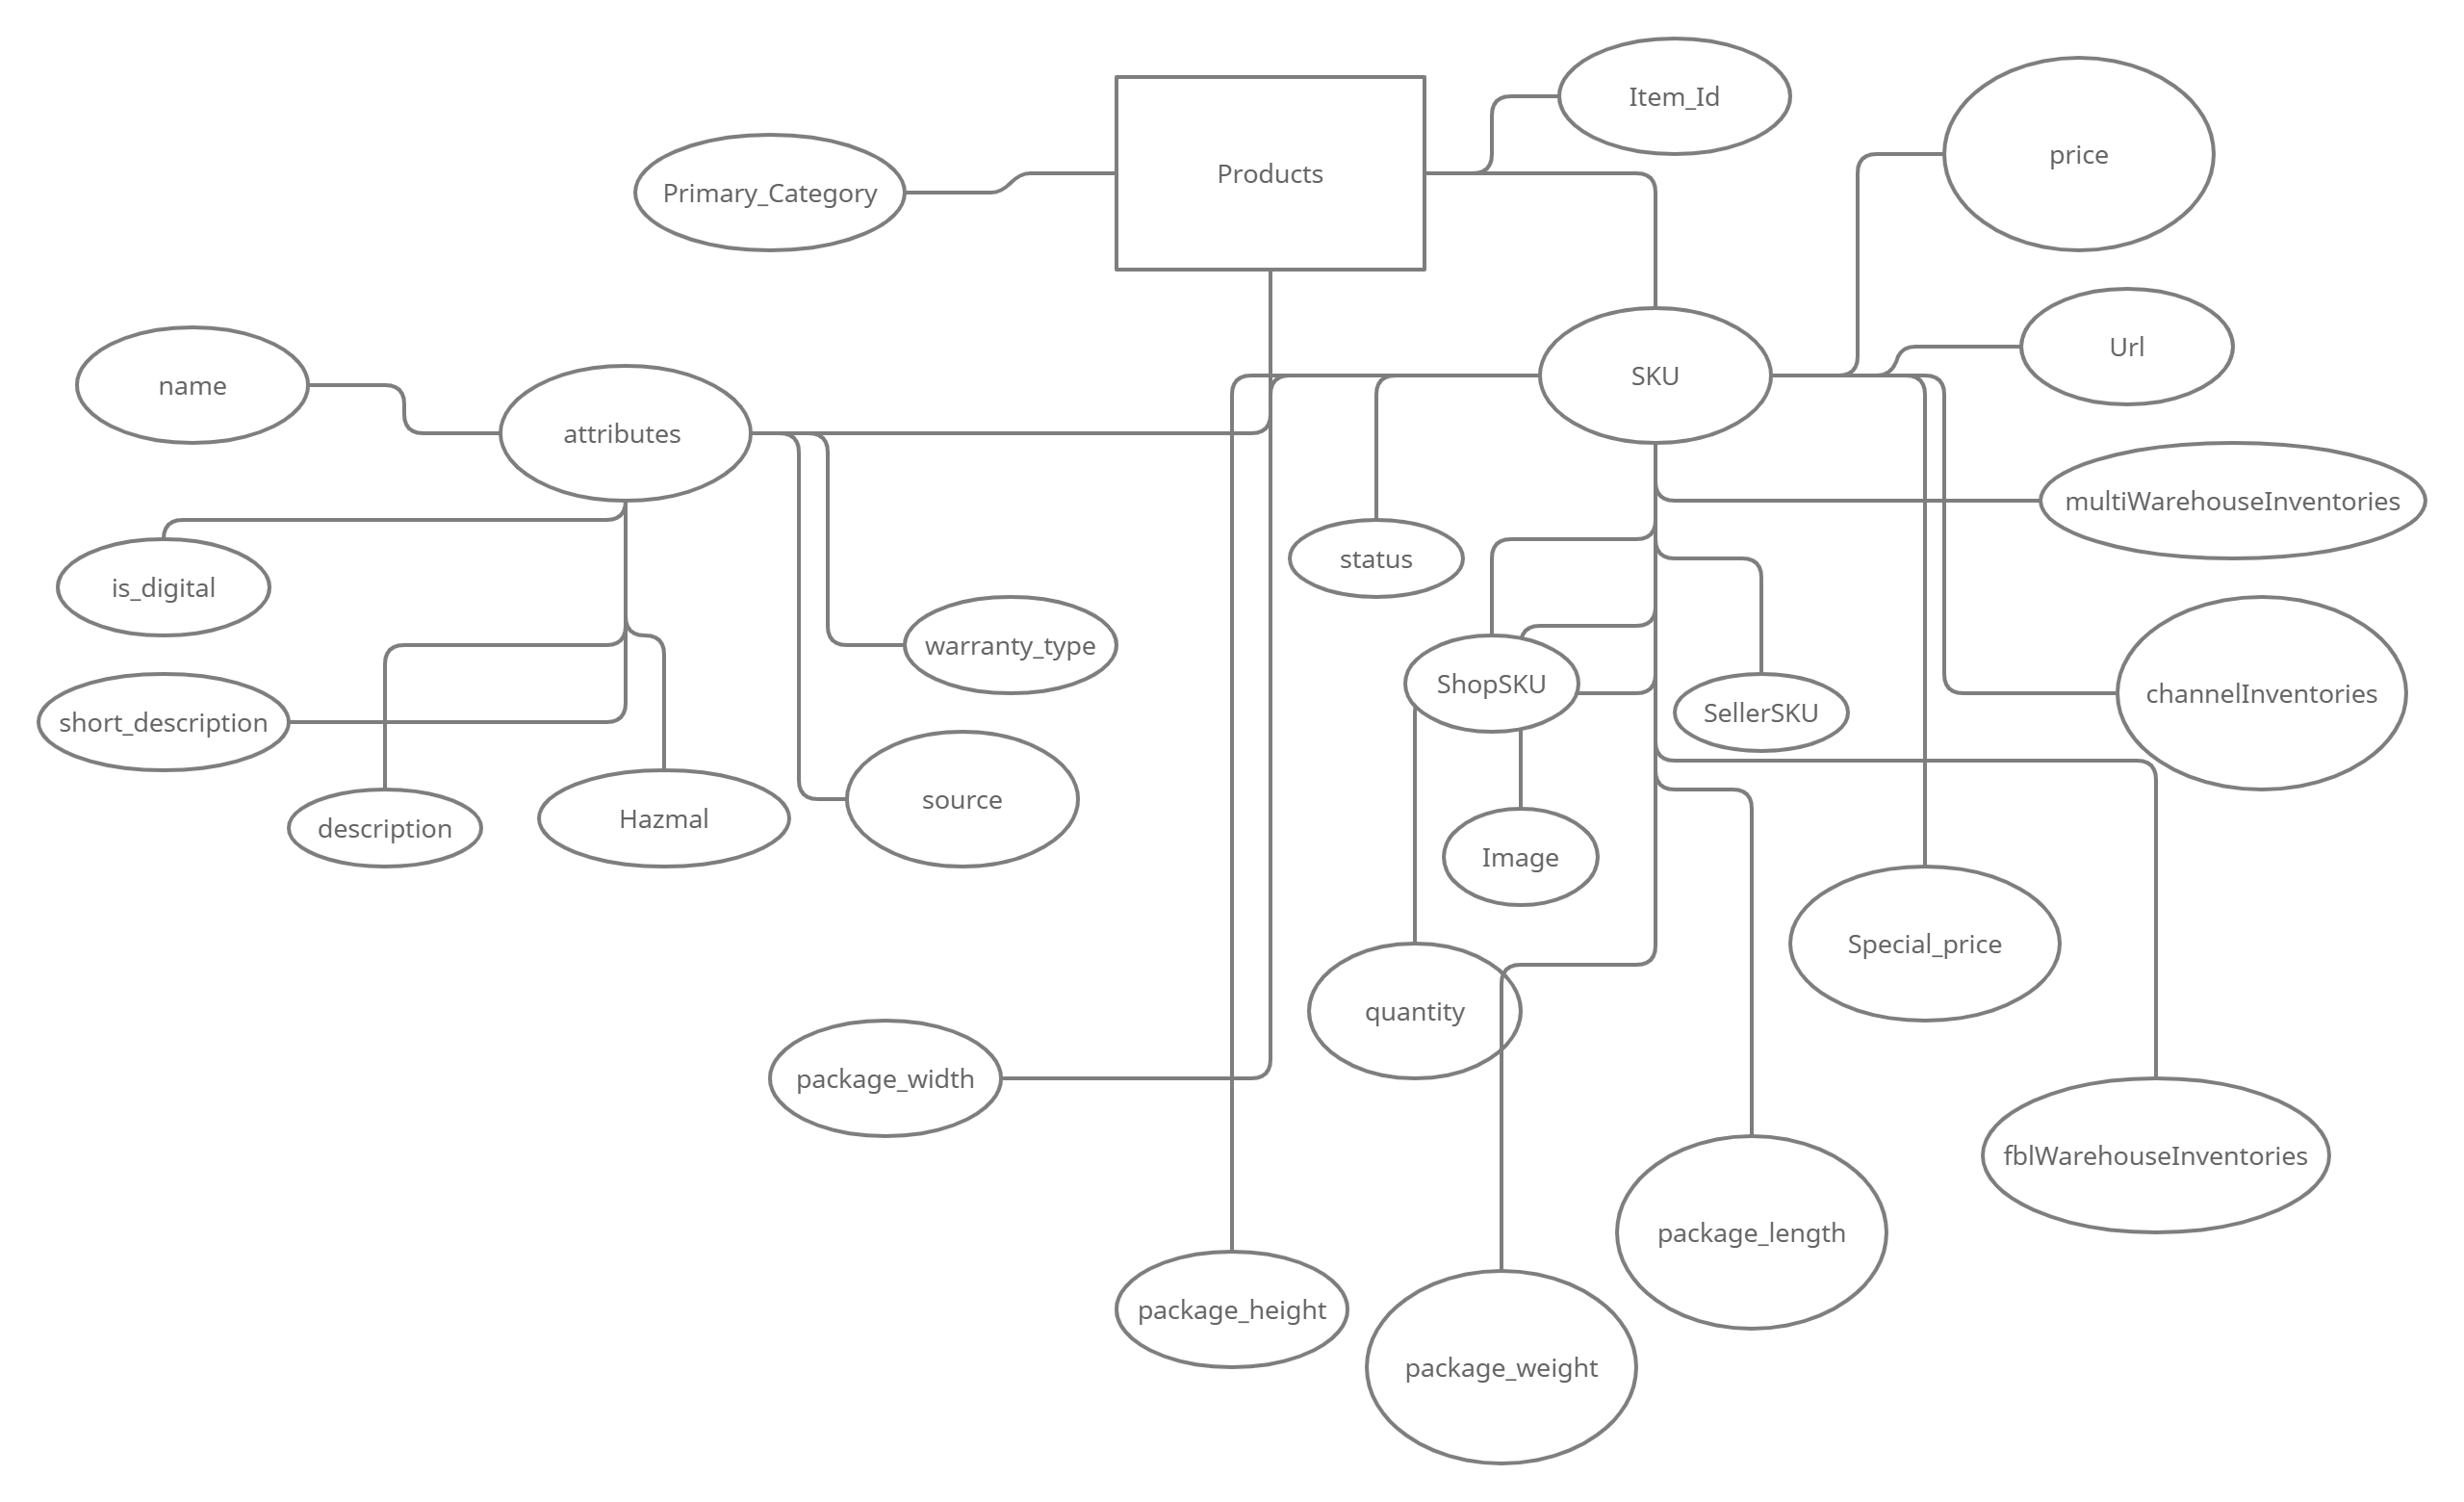 Item_Id
price
Products
Primary_Category
Url
SKU
name
attributes
multiWarehouseInventories
status
is_digital
warranty_type
ShopSKU
channelInventories
SellerSKU
short_description
source
Hazmal
description
Image
Special_price
quantity
package_width
fblWarehouseInventories
package_length
package_height
package_weight